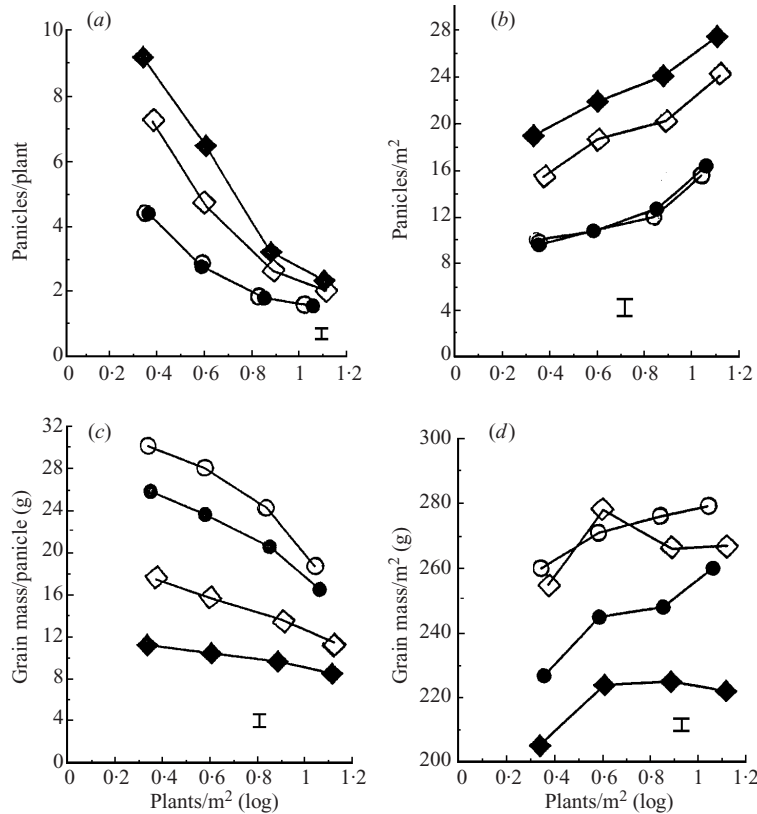 (a)
10
8
6
4
2
0
Panicles/plant
0 0·2 0·4 0·6 0·8 1·0 1·2
(b)
28
24
20
16
12
8
4
0
Panicles/m²
0 0·2 0·4 0·6 0·8 1·0 1·2
(c)
32
28
24
20
16
12
8
4
0
Grain mass/panicle (g)
0 0·2 0·4 0·6 0·8 1·0 1·2
Plants/m² (log)
(d)
300
280
260
240
220
200
Grain mass/m² (g)
0 0·2 0·4 0·6 0·8 1·0 1·2
Plants/m² (log)